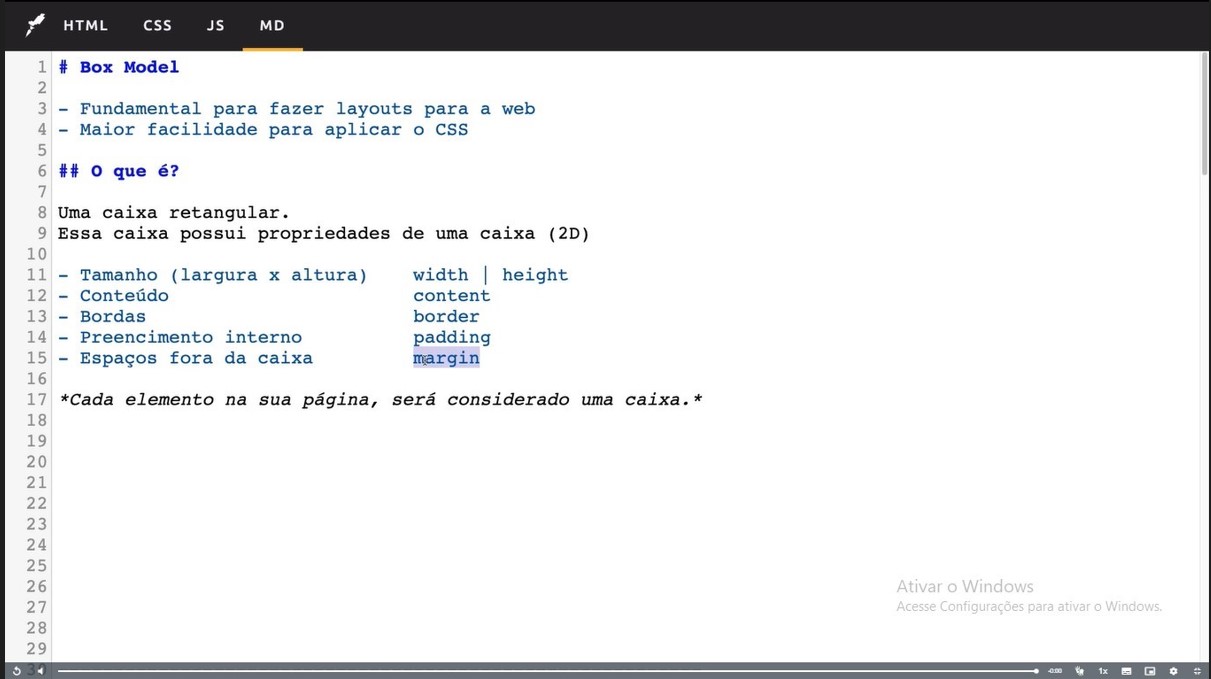 HTML CSS JS MD
1 # Box Model
2
3 - Fundamental para fazer layouts para a web
4 - Maior facilidade para aplicar o CSS
5
6 ## O que é?
7
8 Uma caixa retangular.
9 Essa caixa possui propriedades de uma caixa (2D)
10
11 - Tamanho (largura x altura) width | height
12 - Conteúdo content
13 - Bordas border
14 - Preencimento interno padding
15 - Espaços fora da caixa margin
16
17 *Cada elemento na sua página, será considerado uma caixa.*
18
19
20
21
22
23
24
25
26
27
28
29
30
Ativar o Windows
Acesse Configurações para ativar o Windows.
-0:00 1x